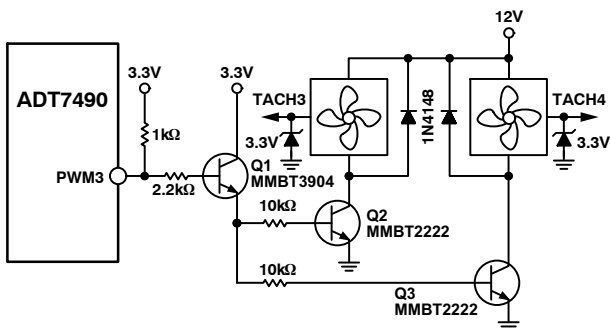 12V
3.3V
3.3V
ADT7490
TACH3
1N4148
TACH4
1kΩ
3.3V
3.3V
PWM3
2.2kΩ
Q1
MMBT3904
10kΩ
Q2
MMBT2222
10kΩ
Q3
MMBT2222